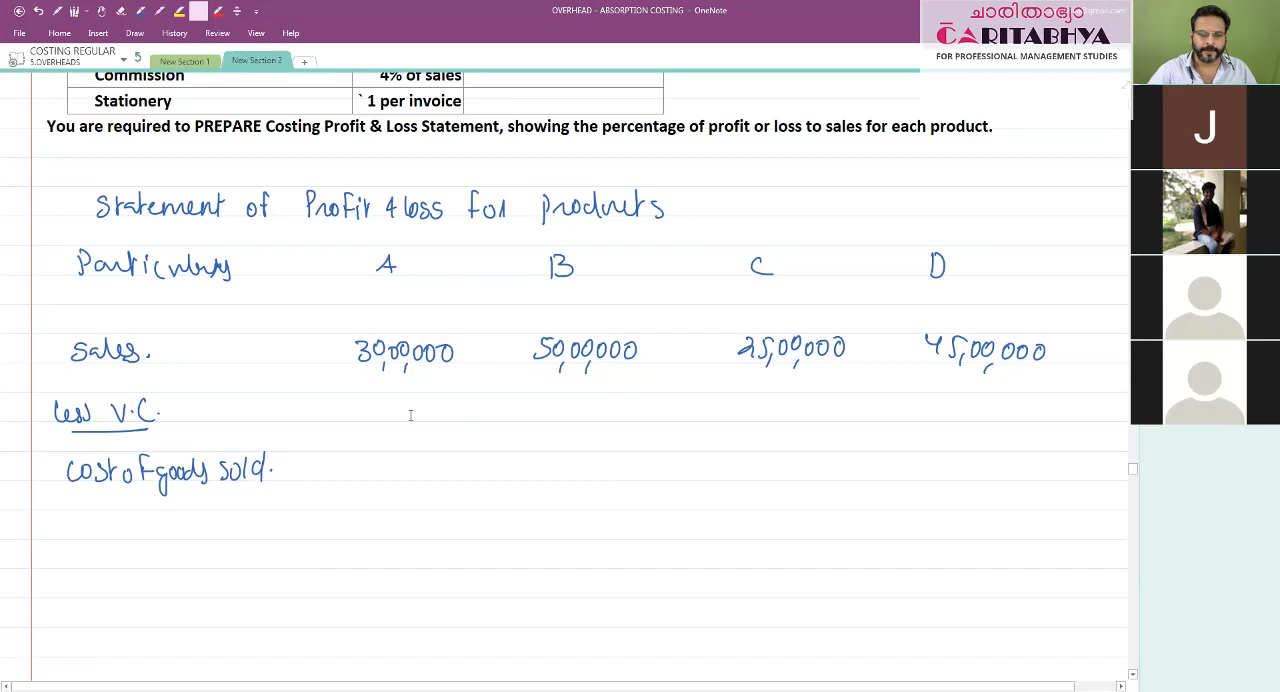 OVERHEAD – ABSORPTION COSTING - OneNote
ചാരിതാഭ്യാ
@gmail.com
CARITABHYA
FOR PROFESSIONAL MANAGEMENT STUDIES
File Home Insert Draw History Review View Help
COSTING REGULAR
5.OVERHEADS
5
New Section 1
New Section 2
+
Commission 4% of sales
Stationery ` 1 per invoice
You are required to PREPARE Costing Profit & Loss Statement, showing the percentage of profit or loss to sales for each product.
Statement of Profit & loss for products
Particulars A B C D
Sales. 30,00,000 50,00,000 25,00,000 45,00,000
less V.C.
cost of goods sold.
J